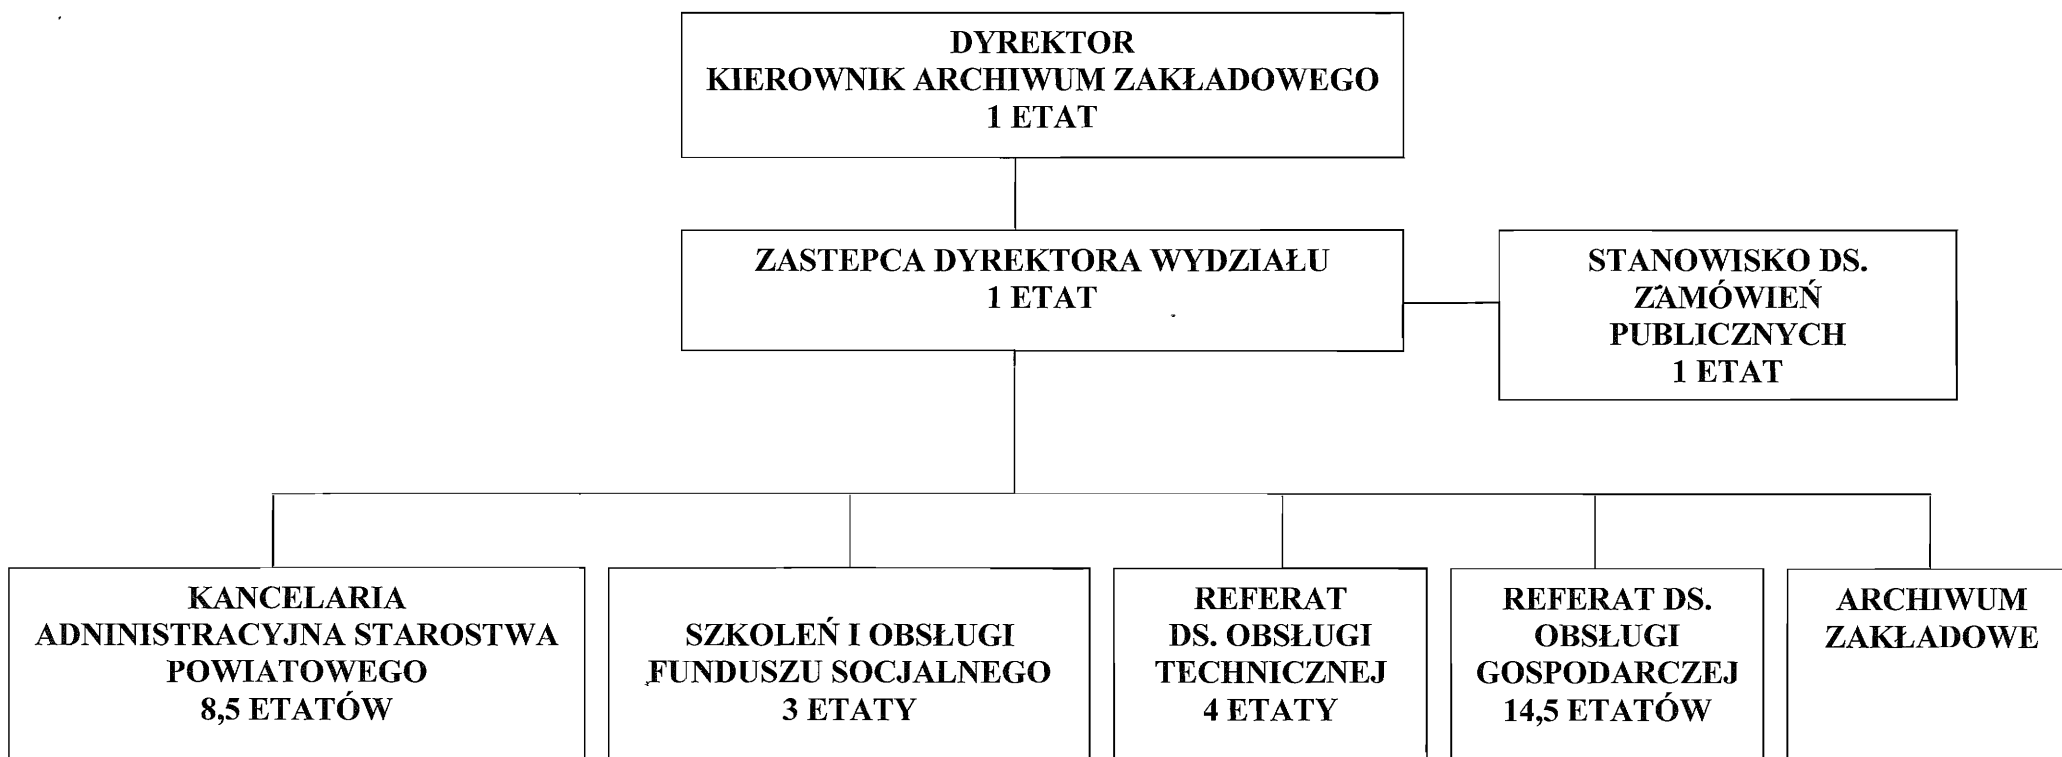 DYREKTOR
KIEROWNIK ARCHIWUM ZAKŁADOWEGO
1 ETAT
ZASTEPCA DYREKTORA WYDZIAŁU
1 ETAT
STANOWISKO DS.
ZAMÓWIEŃ
PUBLICZNYCH
1 ETAT
KANCELARIA
ADNINISTRACYJNA STAROSTWA
POWIATOWEGO
8,5 ETATÓW
SZKOLEŃ I OBSŁUGI
FUNDUSZU SOCJALNEGO
3 ETATY
REFERAT
DS. OBSŁUGI
TECHNICZNEJ
4 ETATY
REFERAT DS.
OBSŁUGI
GOSPODARCZEJ
14,5 ETATÓW
ARCHIWUM
ZAKŁADOWE